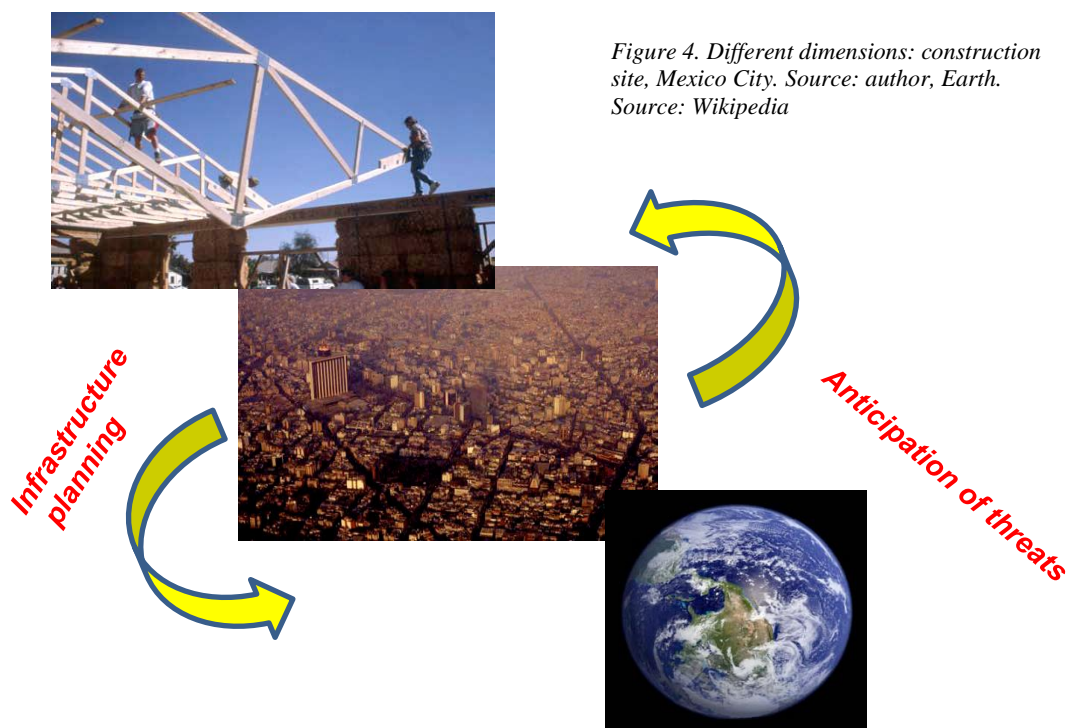 Figure 4. Different dimensions: construction
site, Mexico City. Source: author, Earth.
Source: Wikipedia
Infrastructure
planning
Anticipation of threats